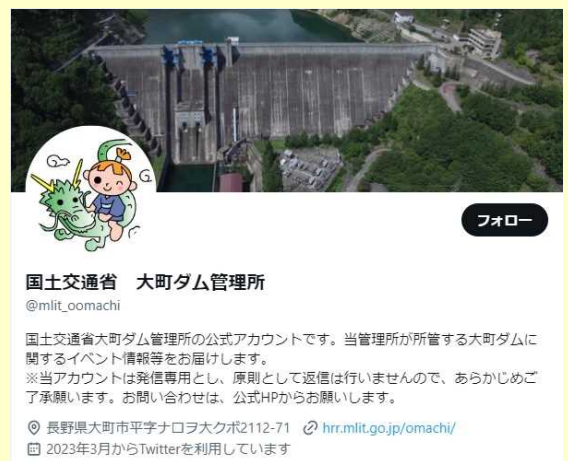 フォロー
国土交通省　大町ダム管理所
@mlit_oomachi
国土交通省大町ダム管理所の公式アカウントです。当管理所が所管する大町ダムに
関するイベント情報等をお届けします。
※当アカウントは発信専用とし、原則として返信は行いませんので、あらかじめご
了承願います。お問い合わせは、公式HPからお願いします。
長野県大町市平字ナロヲ大クボ2112-71 hrr.mlit.go.jp/omachi/
2023年3月からTwitterを利用しています